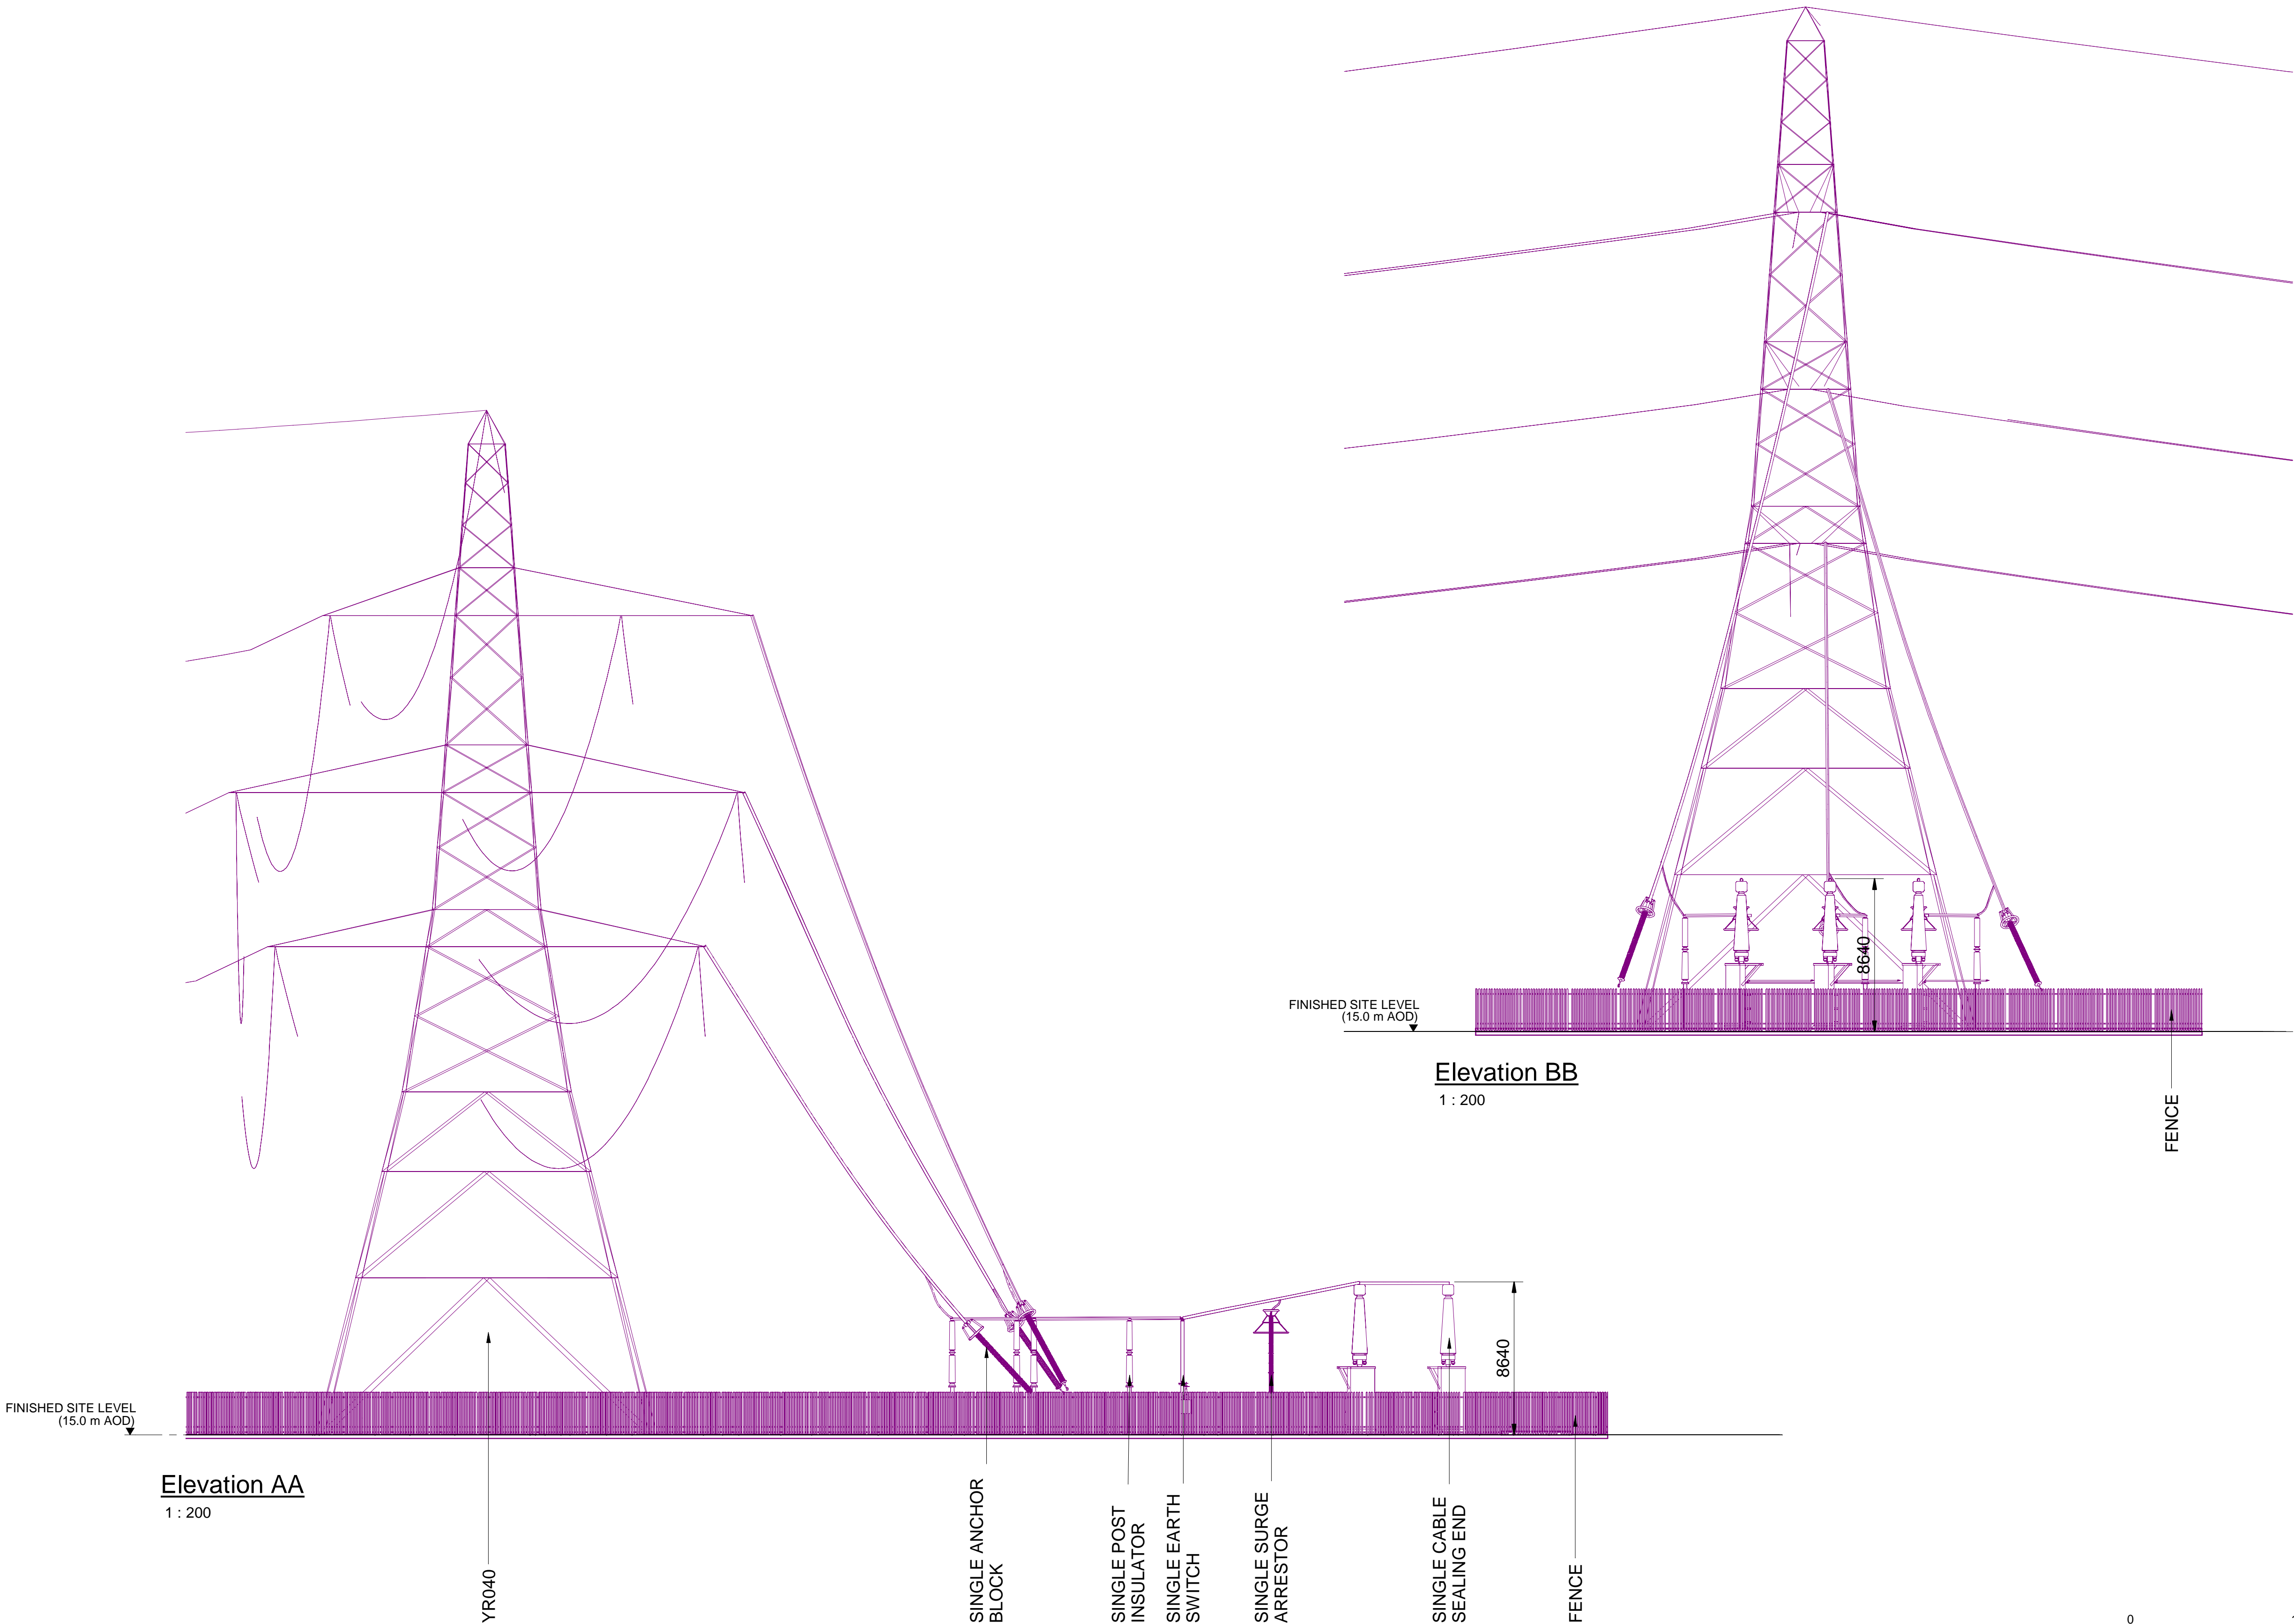 FINISHED SITE LEVEL
(15.0 m AOD)
8640
Elevation BB
1 : 200
FENCE
FINISHED SITE LEVEL
(15.0 m AOD)
8640
Elevation AA
1 : 200
YR040
SINGLE ANCHOR
BLOCK
SINGLE POST
INSULATOR
SINGLE EARTH
SWITCH
SINGLE SURGE
ARRESTOR
SINGLE CABLE
SEALING END
FENCE
0